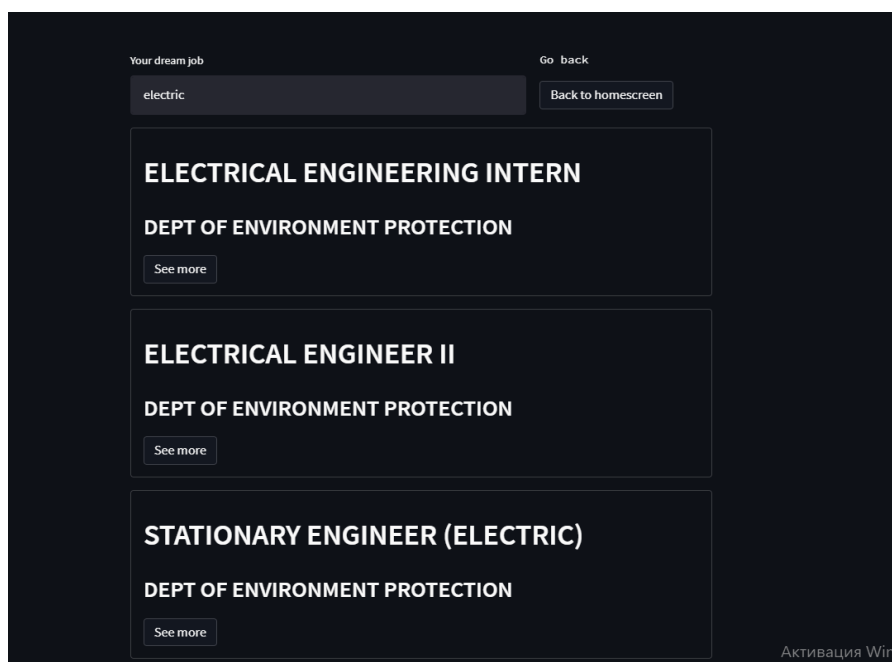 Your dream job
Go back
electric
Back to homescreen
ELECTRICAL ENGINEERING INTERN
DEPT OF ENVIRONMENT PROTECTION
See more
ELECTRICAL ENGINEER II
DEPT OF ENVIRONMENT PROTECTION
See more
STATIONARY ENGINEER (ELECTRIC)
DEPT OF ENVIRONMENT PROTECTION
See more
Активация Win